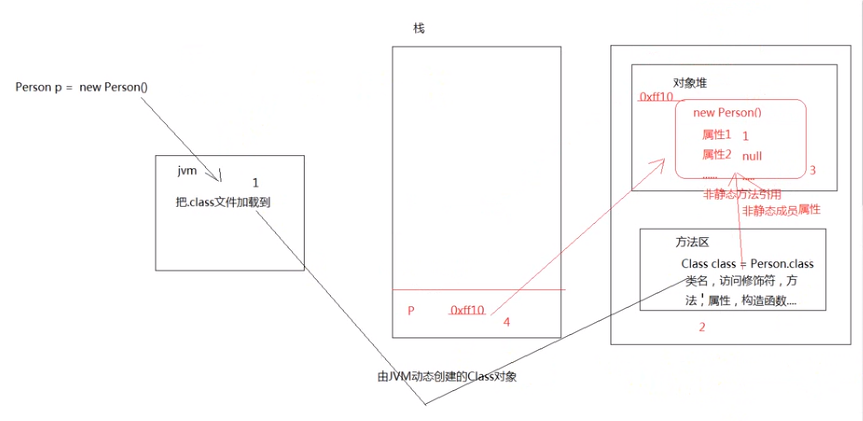 栈
Person p = new Person()
对象堆
0xff10
new Person()
属性1 1
属性2 null
...... .....
3
jvm
1
把.class文件加载到
非静态方法引用
非静态成员属性
方法区
Class class = Person.class
类名，访问修饰符，方
法，属性，构造函数....
P 0xff10
4
2
由JVM动态创建的Class对象